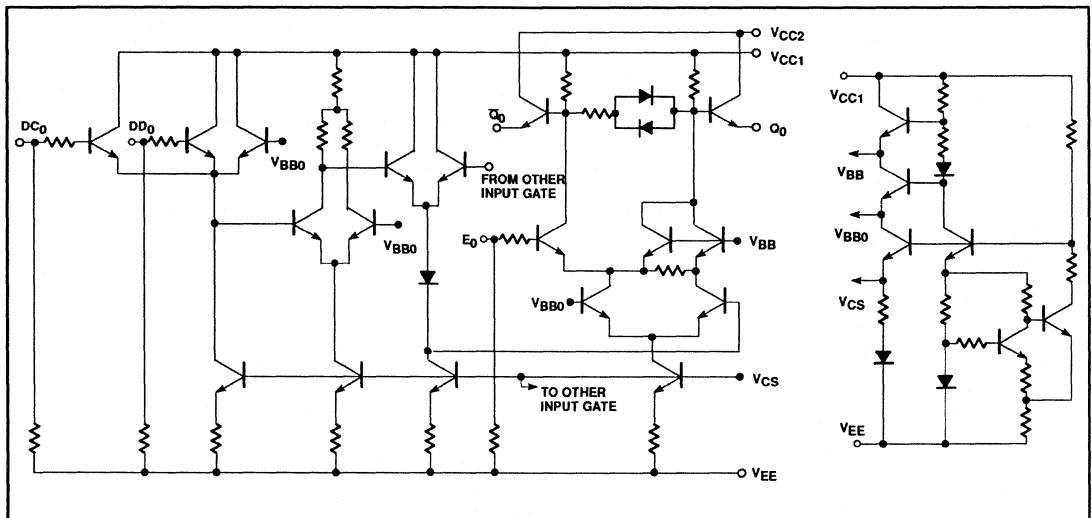 VCC2
VCC1
DC0
DD0
VBB0
Q̅0
Q0
FROM OTHER
INPUT GATE
VBB0
E0
VBB
VBB0
TO OTHER
INPUT GATE
VCS
VEE
VCC1
VBB
VBB0
VCS
VEE